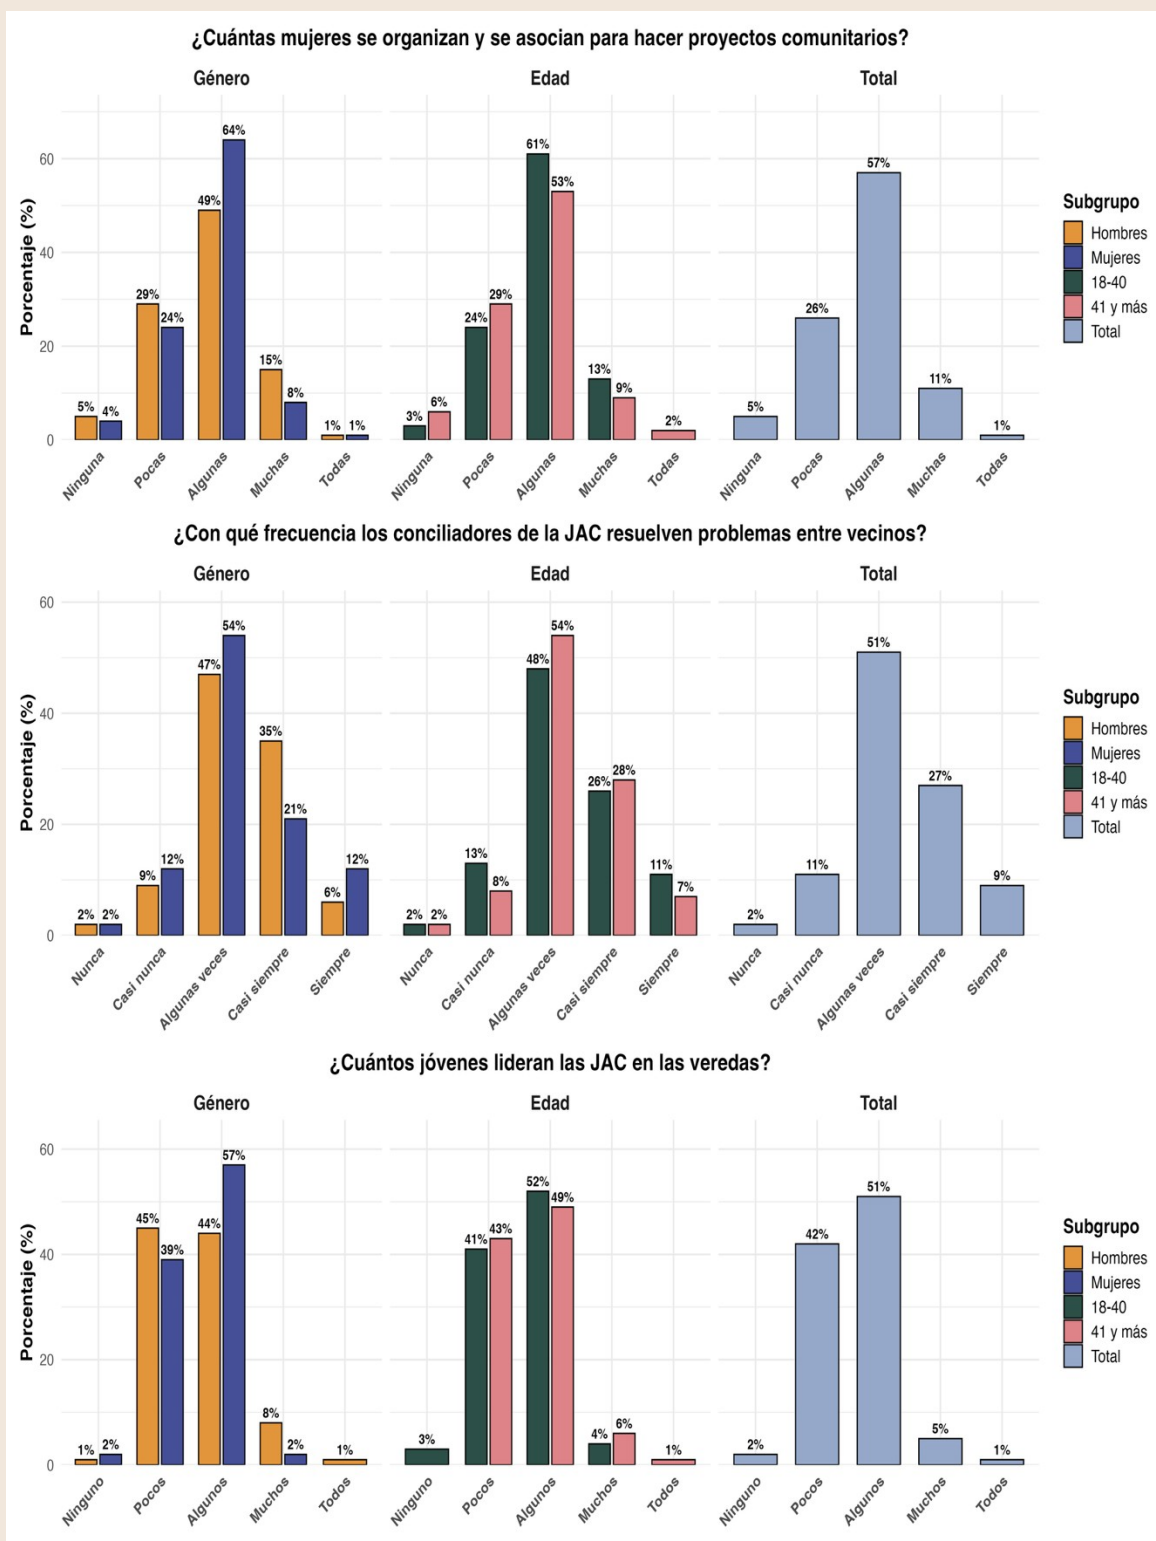 ¿Cuántas mujeres se organizan y se asocian para hacer proyectos comunitarios?
Género Edad Total
Porcentaje (%)
60
40
20
0
5% 4% 29% 24% 49% 64% 15% 8% 1% 1%
3% 6% 24% 29% 61% 53% 13% 9% 2%
5% 26% 57% 11% 1%
Ninguna Pocas Algunas Muchas Todas
Ninguna Pocas Algunas Muchas Todas
Ninguna Pocas Algunas Muchas Todas
Subgrupo
Hombres
Mujeres
18-40
41 y más
Total
¿Con qué frecuencia los conciliadores de la JAC resuelven problemas entre vecinos?
Género Edad Total
Porcentaje (%)
60
40
20
0
2% 2% 9% 12% 47% 54% 35% 21% 6% 12%
2% 2% 13% 8% 48% 54% 26% 28% 11% 7%
2% 11% 51% 27% 9%
Nunca Casi nunca Algunas veces Casi siempre Siempre
Nunca Casi nunca Algunas veces Casi siempre Siempre
Nunca Casi nunca Algunas veces Casi siempre Siempre
Subgrupo
Hombres
Mujeres
18-40
41 y más
Total
¿Cuántos jóvenes lideran las JAC en las veredas?
Género Edad Total
Porcentaje (%)
60
40
20
0
1% 2% 45% 39% 44% 57% 8% 2% 1%
3% 41% 43% 52% 49% 4% 6% 1%
2% 42% 51% 5% 1%
Ninguno Pocos Algunos Muchos Todos
Ninguno Pocos Algunos Muchos Todos
Ninguno Pocos Algunos Muchos Todos
Subgrupo
Hombres
Mujeres
18-40
41 y más
Total